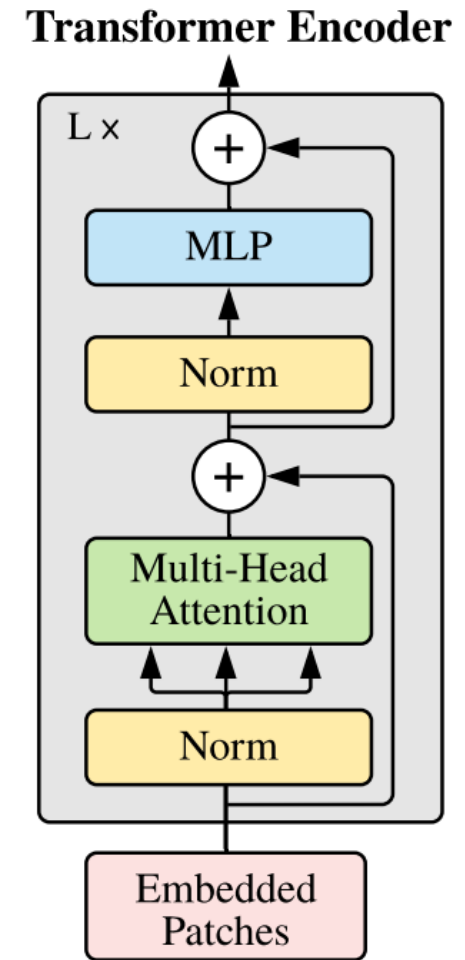 Transformer Encoder
L ×
+
MLP
Norm
+
Multi-Head
Attention
Norm
Embedded
Patches